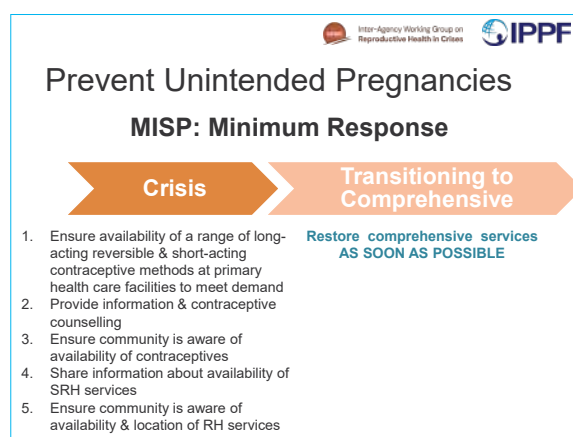 Inter-Agency Working Group on
Reproductive Health in Crises
IPPF
Prevent Unintended Pregnancies
MISP: Minimum Response
Crisis
Transitioning to
Comprehensive
1. Ensure availability of a range of long-
acting reversible & short-acting
contraceptive methods at primary
health care facilities to meet demand
2. Provide information & contraceptive
counselling
3. Ensure community is aware of
availability of contraceptives
4. Share information about availability of
SRH services
5. Ensure community is aware of
availability & location of RH services
Restore comprehensive services
AS SOON AS POSSIBLE